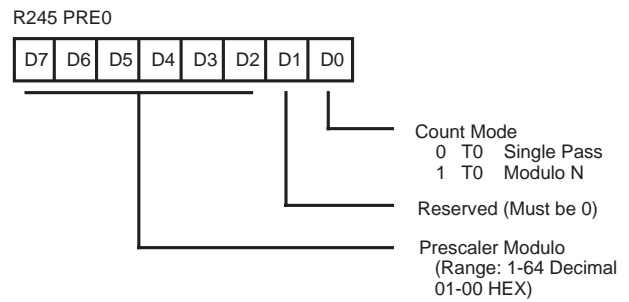 R245 PRE0
D7 D6 D5 D4 D3 D2 D1 D0
Count Mode
0 T0 Single Pass
1 T0 Modulo N
Reserved (Must be 0)
Prescaler Modulo
(Range: 1-64 Decimal
01-00 HEX)